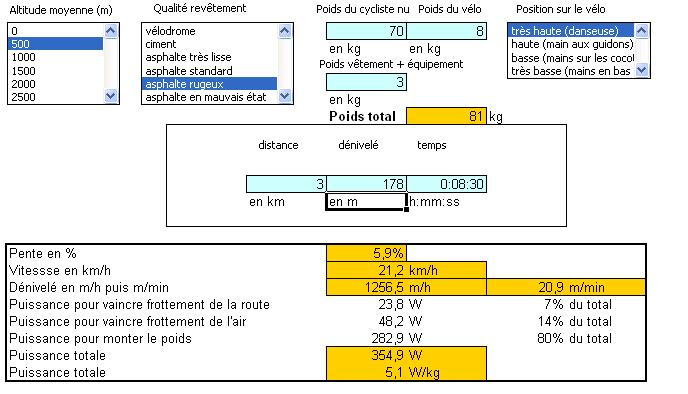 Altitude moyenne (m)
Qualité revêtement
Poids du cycliste nu
Poids du vélo
Position sur le vélo
0
500
1000
1500
2000
2500
vélodrome
ciment
asphalte très lisse
asphalte standard
asphalte rugeux
asphalte en mauvais état
70
8
en kg
en kg
Poids vêtement + équipement
3
en kg
Poids total
81 kg
très haute (danseuse)
haute (main aux guidons)
basse (mains sur les cocot
très basse (mains en bas
distance
dénivelé
temps
3
178
0:08:30
en km
en m
h:mm:ss
Pente en % 5,9%
Vitessse en km/h 21,2 km/h
Dénivelé en m/h puis m/min 1256,5 m/h 20,9 m/min
Puissance pour vaincre frottement de la route 23,8 W 7% du total
Puissance pour vaincre frottement de l'air 48,2 W 14% du total
Puissance pour monter le poids 282,9 W 80% du total
Puissance totale 354,9 W
Puissance totale 5,1 W/kg